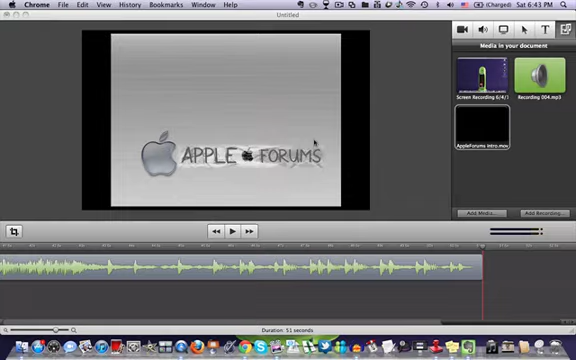 Chrome File Edit View History Bookmarks Window Help (Charged) Sat 6:43 PM
Untitled
Media in your document
Screen Recording 6/4/1
Recording 004.mp3
AppleForums Intro.mov
APPLE FORUMS
Add Media...
Add Recording...
Duration: 51 seconds